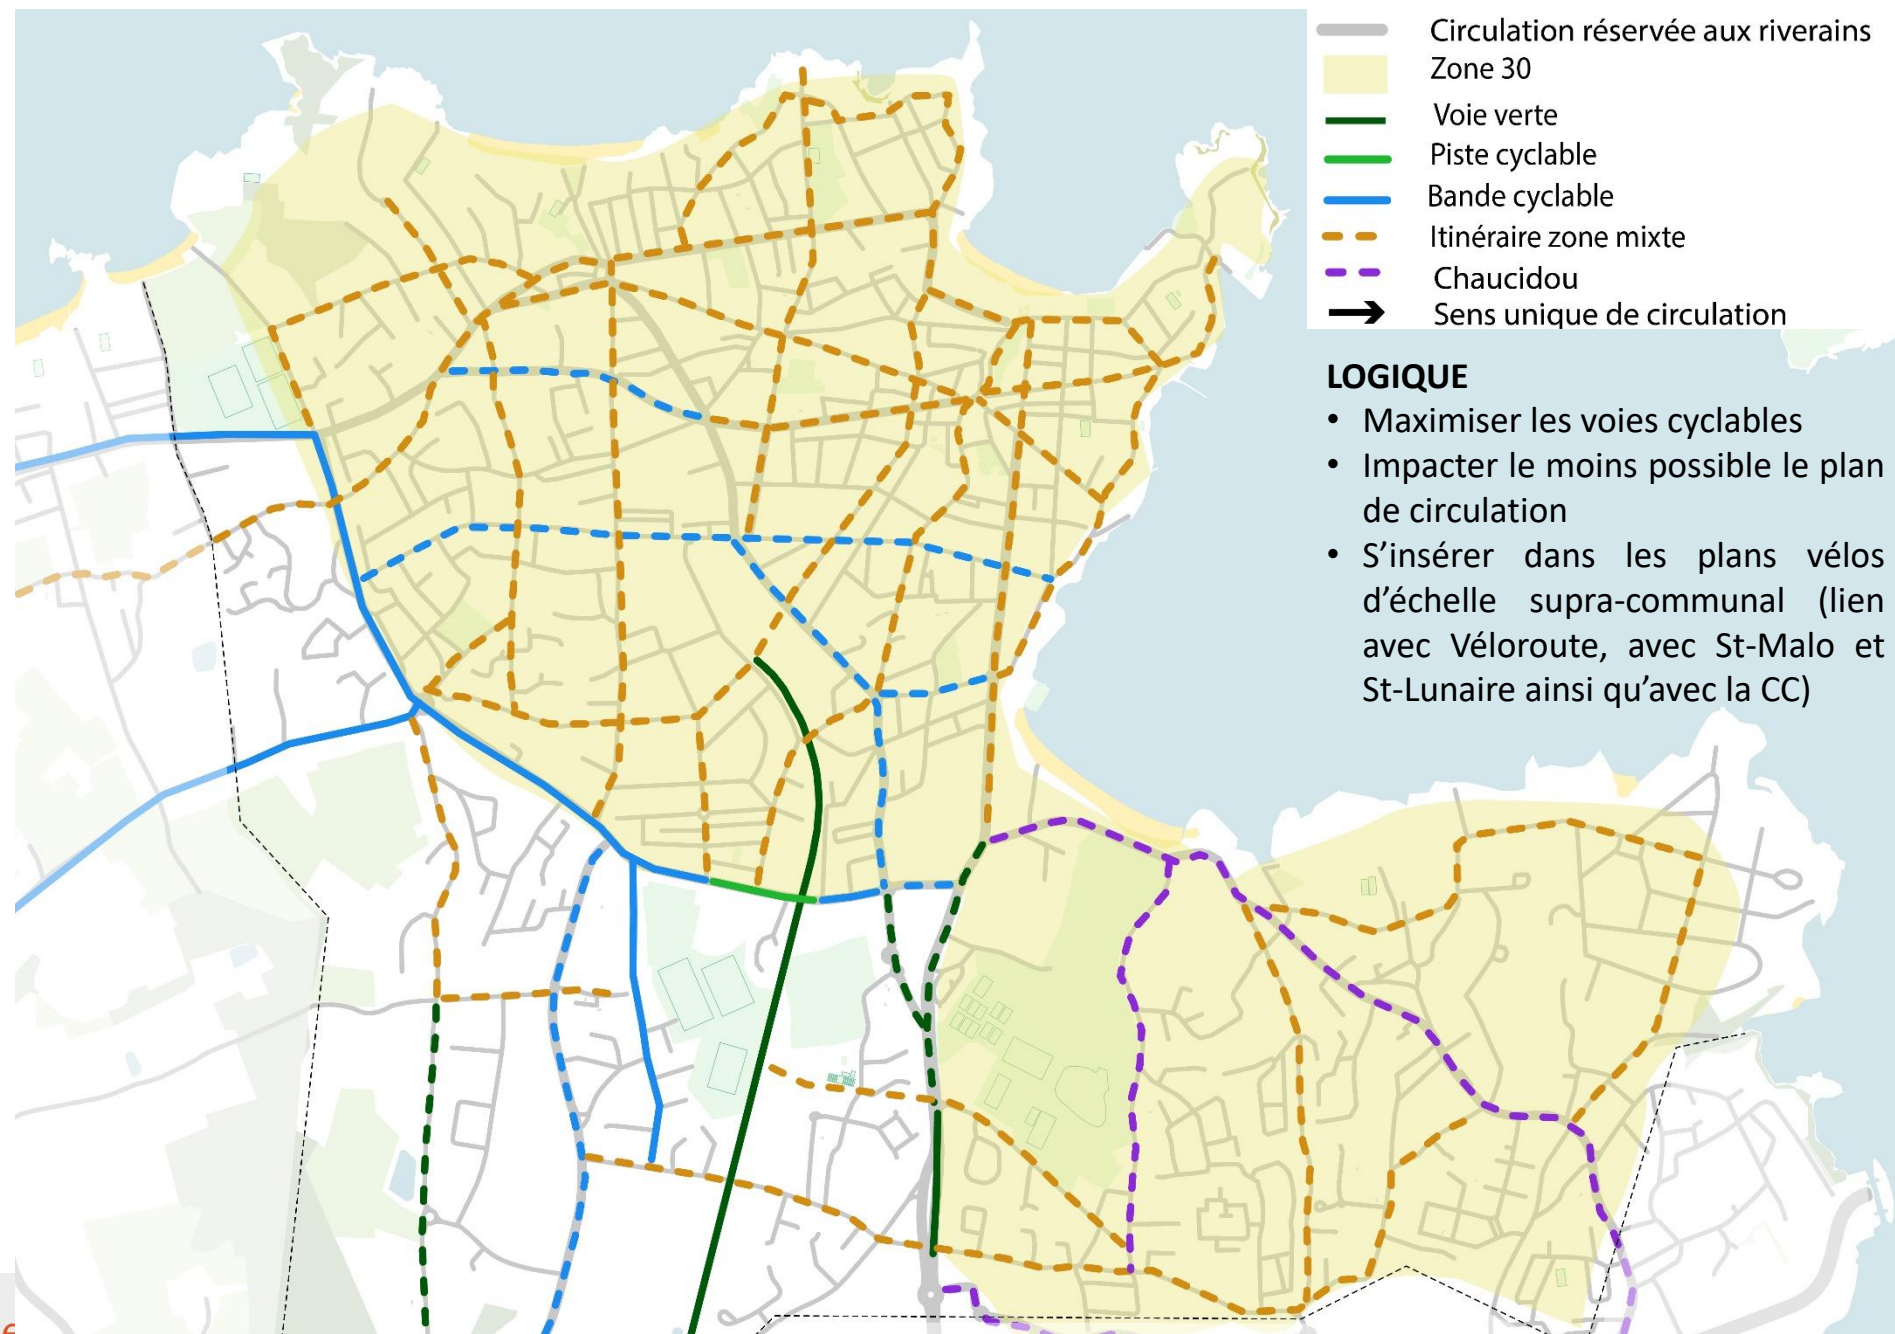 Circulation réservée aux riverains
Zone 30
Voie verte
Piste cyclable
Bande cyclable
Itinéraire zone mixte
Chaucidou
Sens unique de circulation
LOGIQUE
• Maximiser les voies cyclables
• Impacter le moins possible le plan
de circulation
• S’insérer dans les plans vélos
d’échelle supra-communal (lien
avec Véloroute, avec St-Malo et
St-Lunaire ainsi qu’avec la CC)